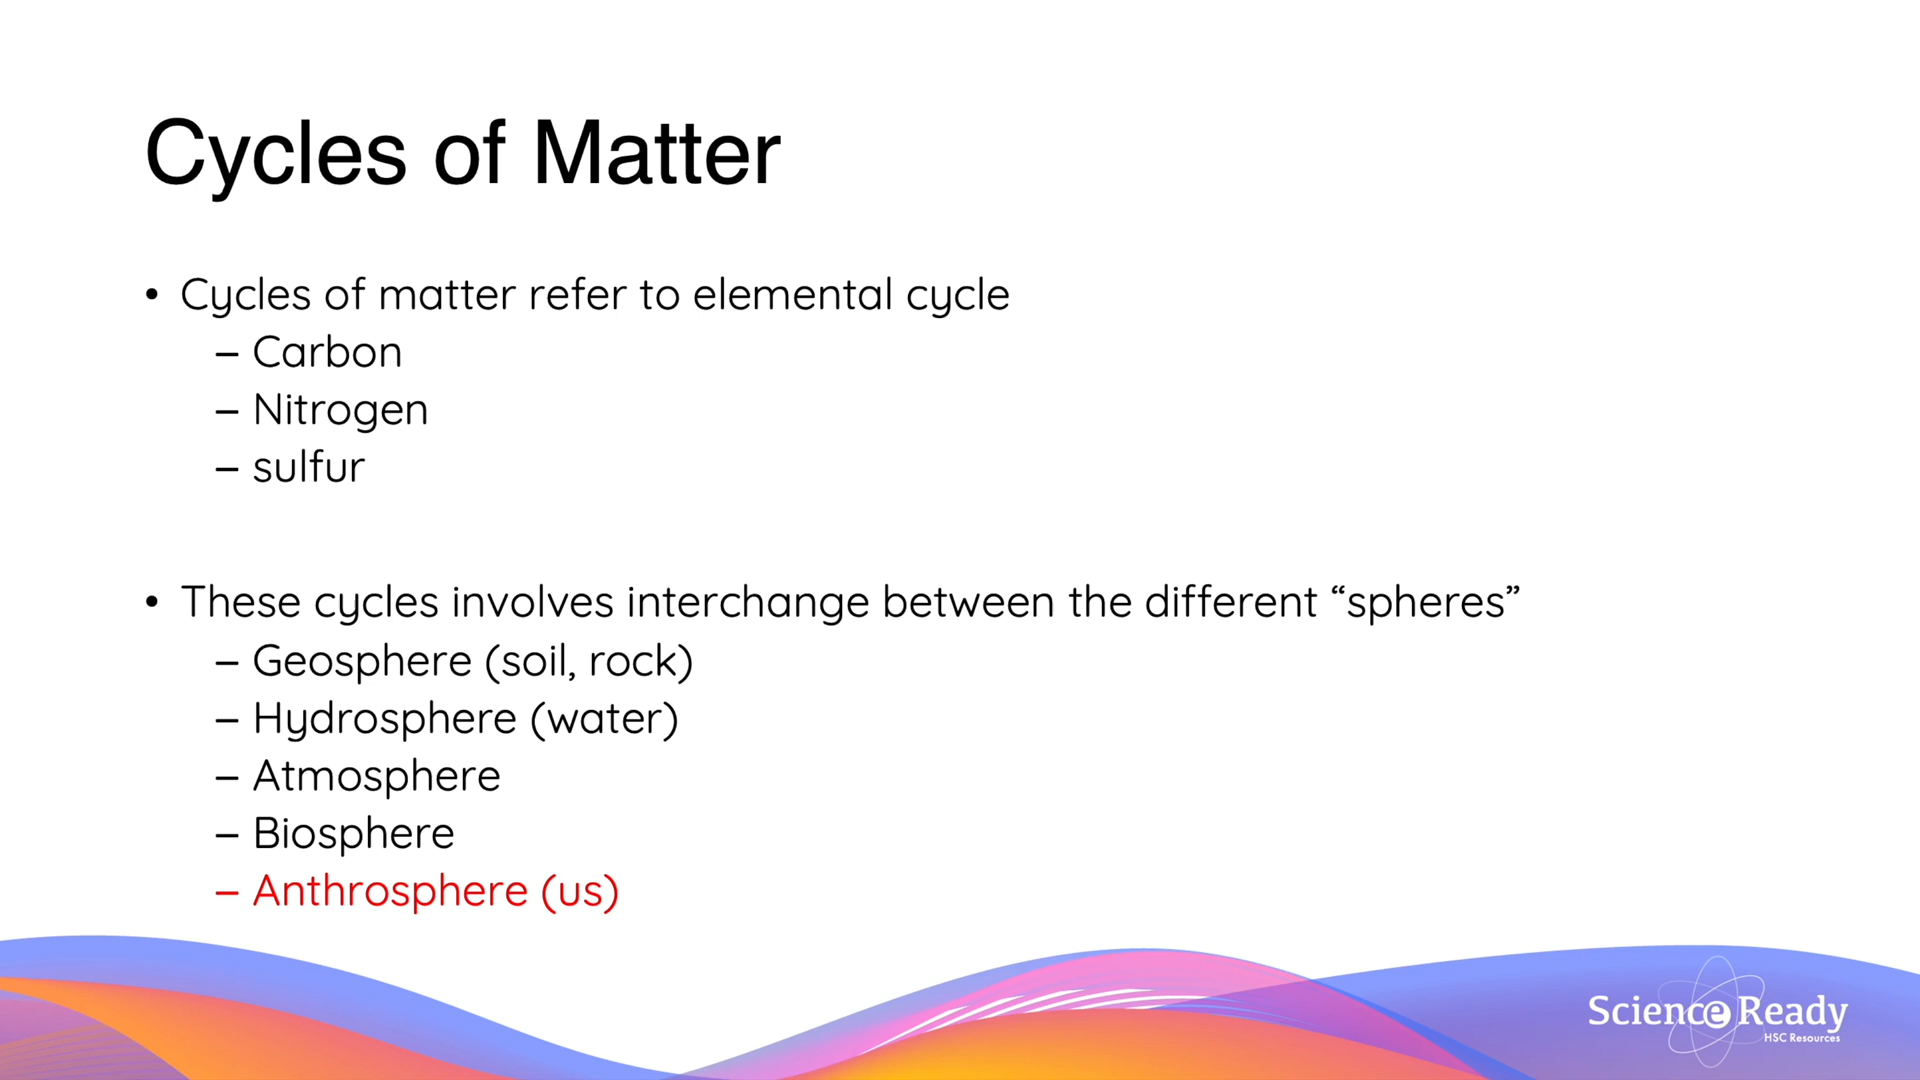 Cycles of Matter
• Cycles of matter refer to elemental cycle
– Carbon
– Nitrogen
– sulfur
• These cycles involves interchange between the different “spheres”
– Geosphere (soil, rock)
– Hydrosphere (water)
– Atmosphere
– Biosphere
– Anthrosphere (us)
Science Ready
HSC Resources